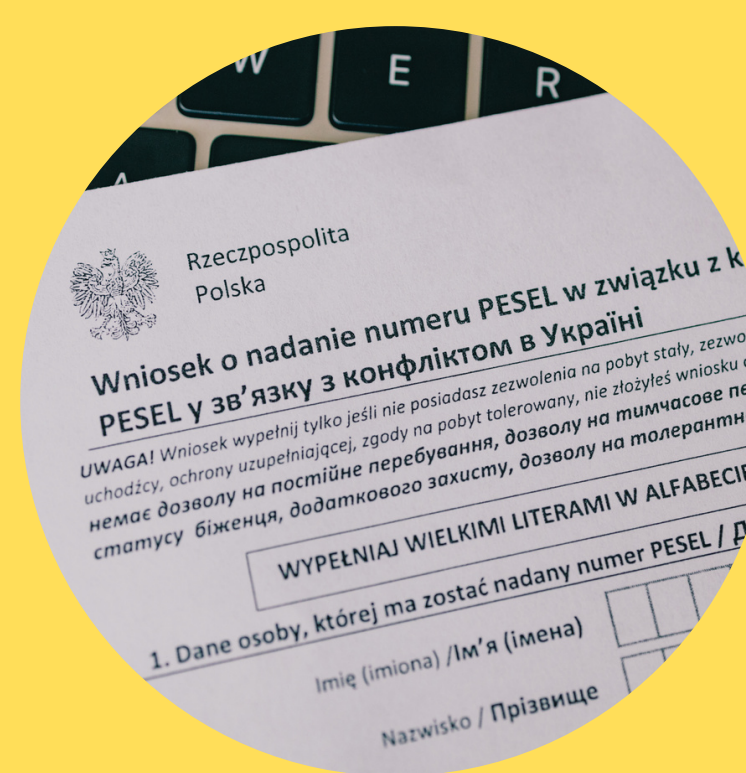 W E R
A
Rzeczpospolita
Polska
Wniosek o nadanie numeru PESEL w związku z k
PESEL у зв’язку з конфліктом в Україні
UWAGA! Wniosek wypełnij tylko jeśli nie posiadasz zezwolenia na pobyt stały, zezwo
uchodźcy, ochrony uzupełniającej, zgody na pobyt tolerowany, nie złożyłeś wniosku
немає дозволу на постійне перебування, дозволу на тимчасове пе
статусу біженця, додаткового захисту, дозволу на толерантн
WYPEŁNIAJ WIELKIMI LITERAMI W ALFABECIE
1. Dane osoby, której ma zostać nadany numer PESEL / Д
Imię (imiona) /Ім’я (імена)
Nazwisko / Прізвище